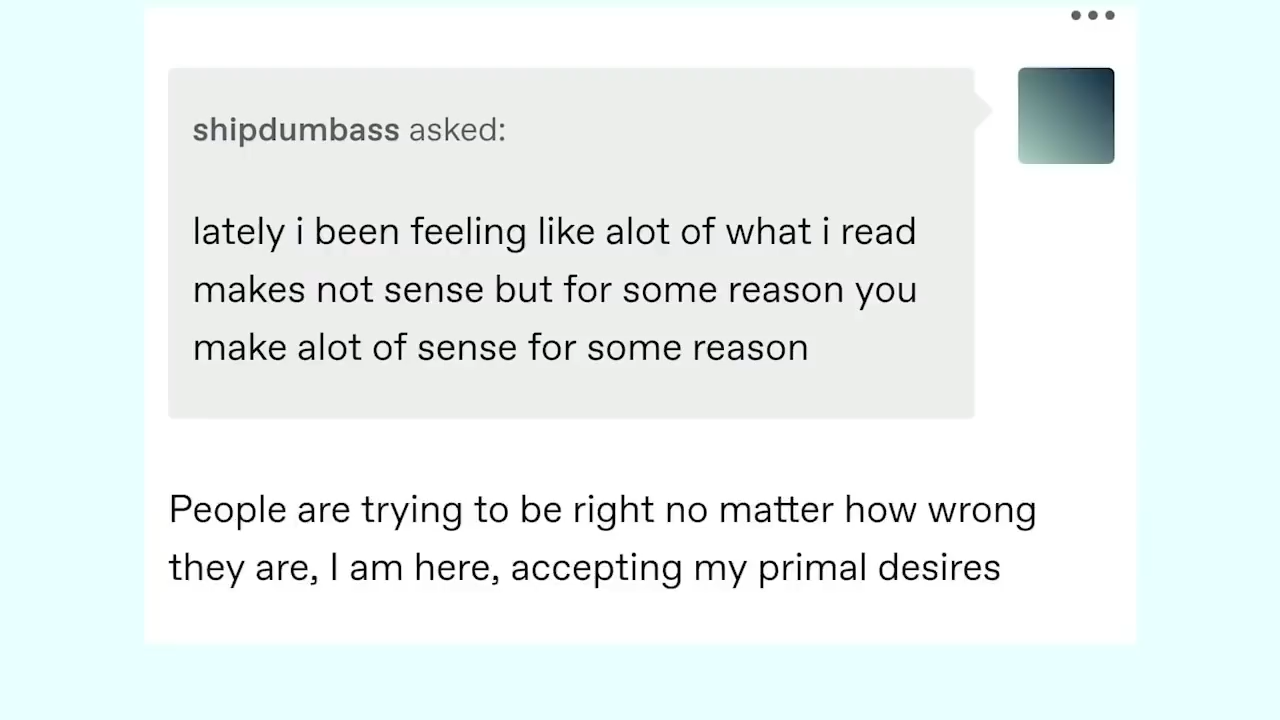 shipdumbass asked:
lately i been feeling like alot of what i read
makes not sense but for some reason you
make alot of sense for some reason
People are trying to be right no matter how wrong
they are, I am here, accepting my primal desires